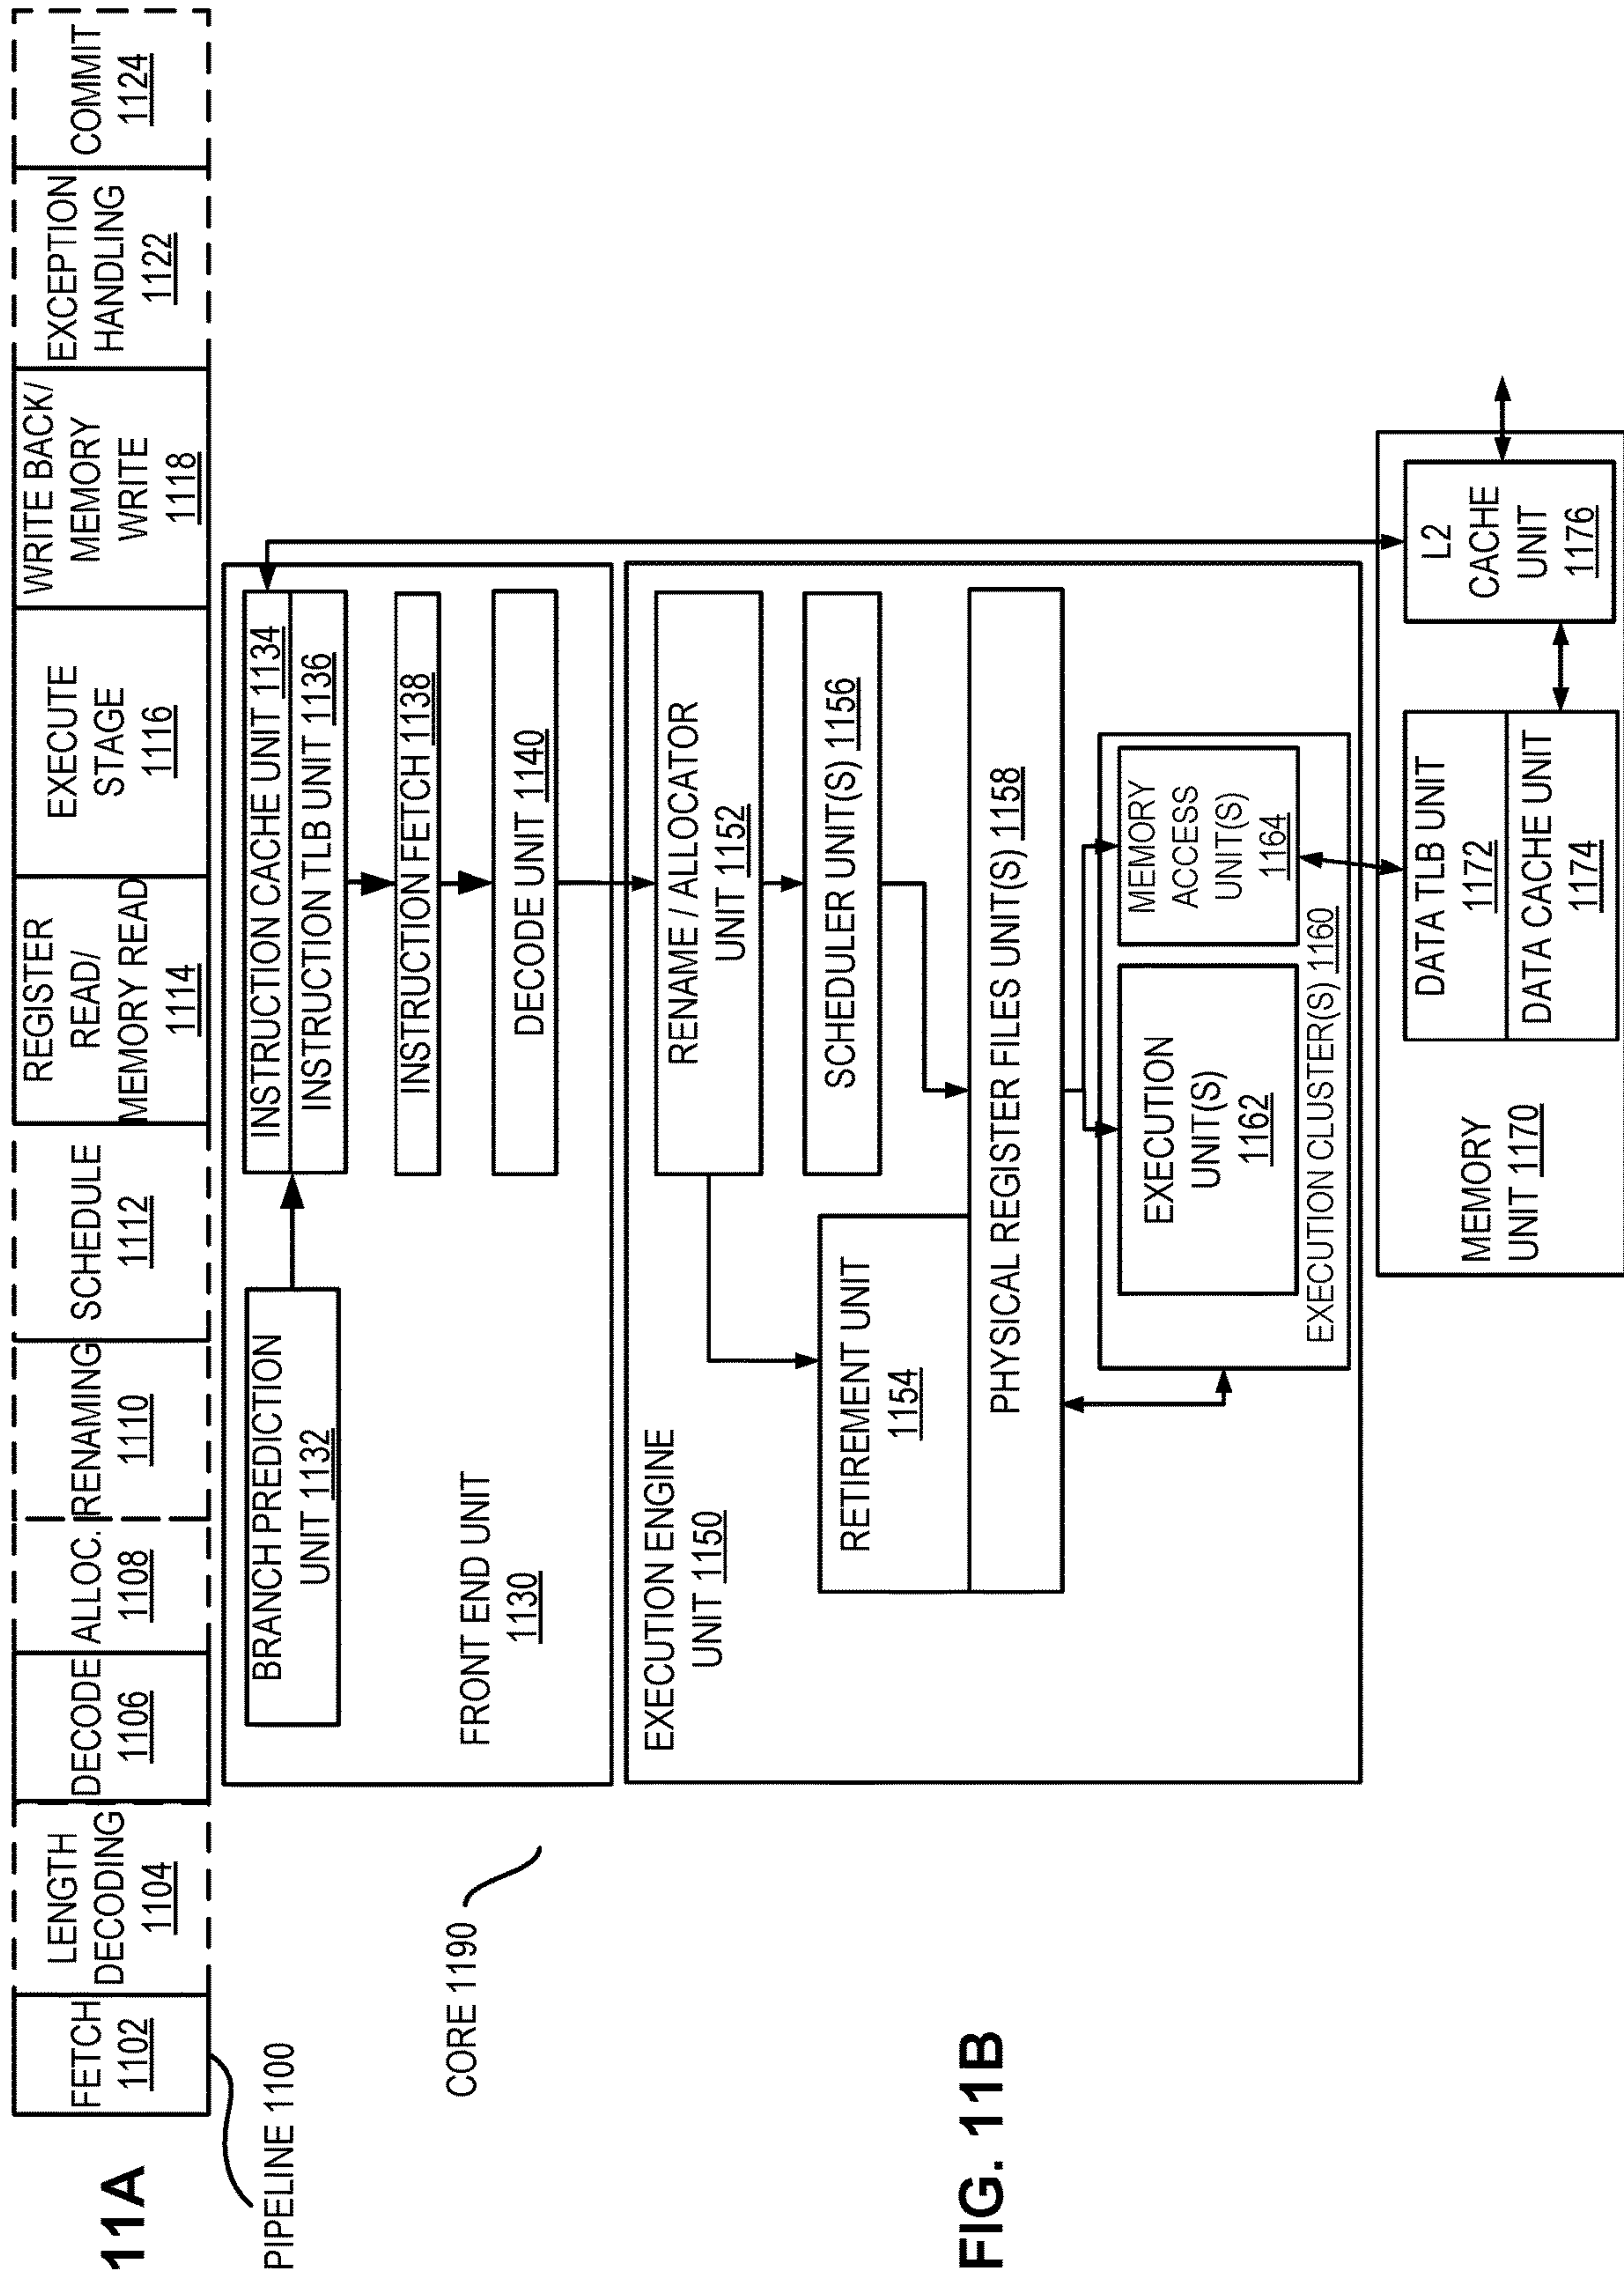 11A
FETCH
1102
LENGTH
DECODING
1104
DECODE
1106
ALLOC.
1108
RENAMING
1110
SCHEDULE
1112
REGISTER
READ/
MEMORY READ
1114
EXECUTE
STAGE
1116
WRITE BACK/
MEMORY
WRITE
1118
EXCEPTION
HANDLING
1122
COMMIT
1124
PIPELINE 1100
CORE 1190
BRANCH PREDICTION
UNIT 1132
INSTRUCTION CACHE UNIT 1134
INSTRUCTION TLB UNIT 1136
INSTRUCTION FETCH 1138
DECODE UNIT 1140
FRONT END UNIT
1130
EXECUTION ENGINE
UNIT 1150
RENAME / ALLOCATOR
UNIT 1152
SCHEDULER UNIT(S) 1156
RETIREMENT UNIT
1154
PHYSICAL REGISTER FILES UNIT(S) 1158
EXECUTION
UNIT(S)
1162
MEMORY
ACCESS
UNIT(S)
1164
EXECUTION CLUSTER(S) 1160
MEMORY
UNIT 1170
DATA TLB UNIT
1172
DATA CACHE UNIT
1174
L2
CACHE
UNIT
1176
FIG. 11B